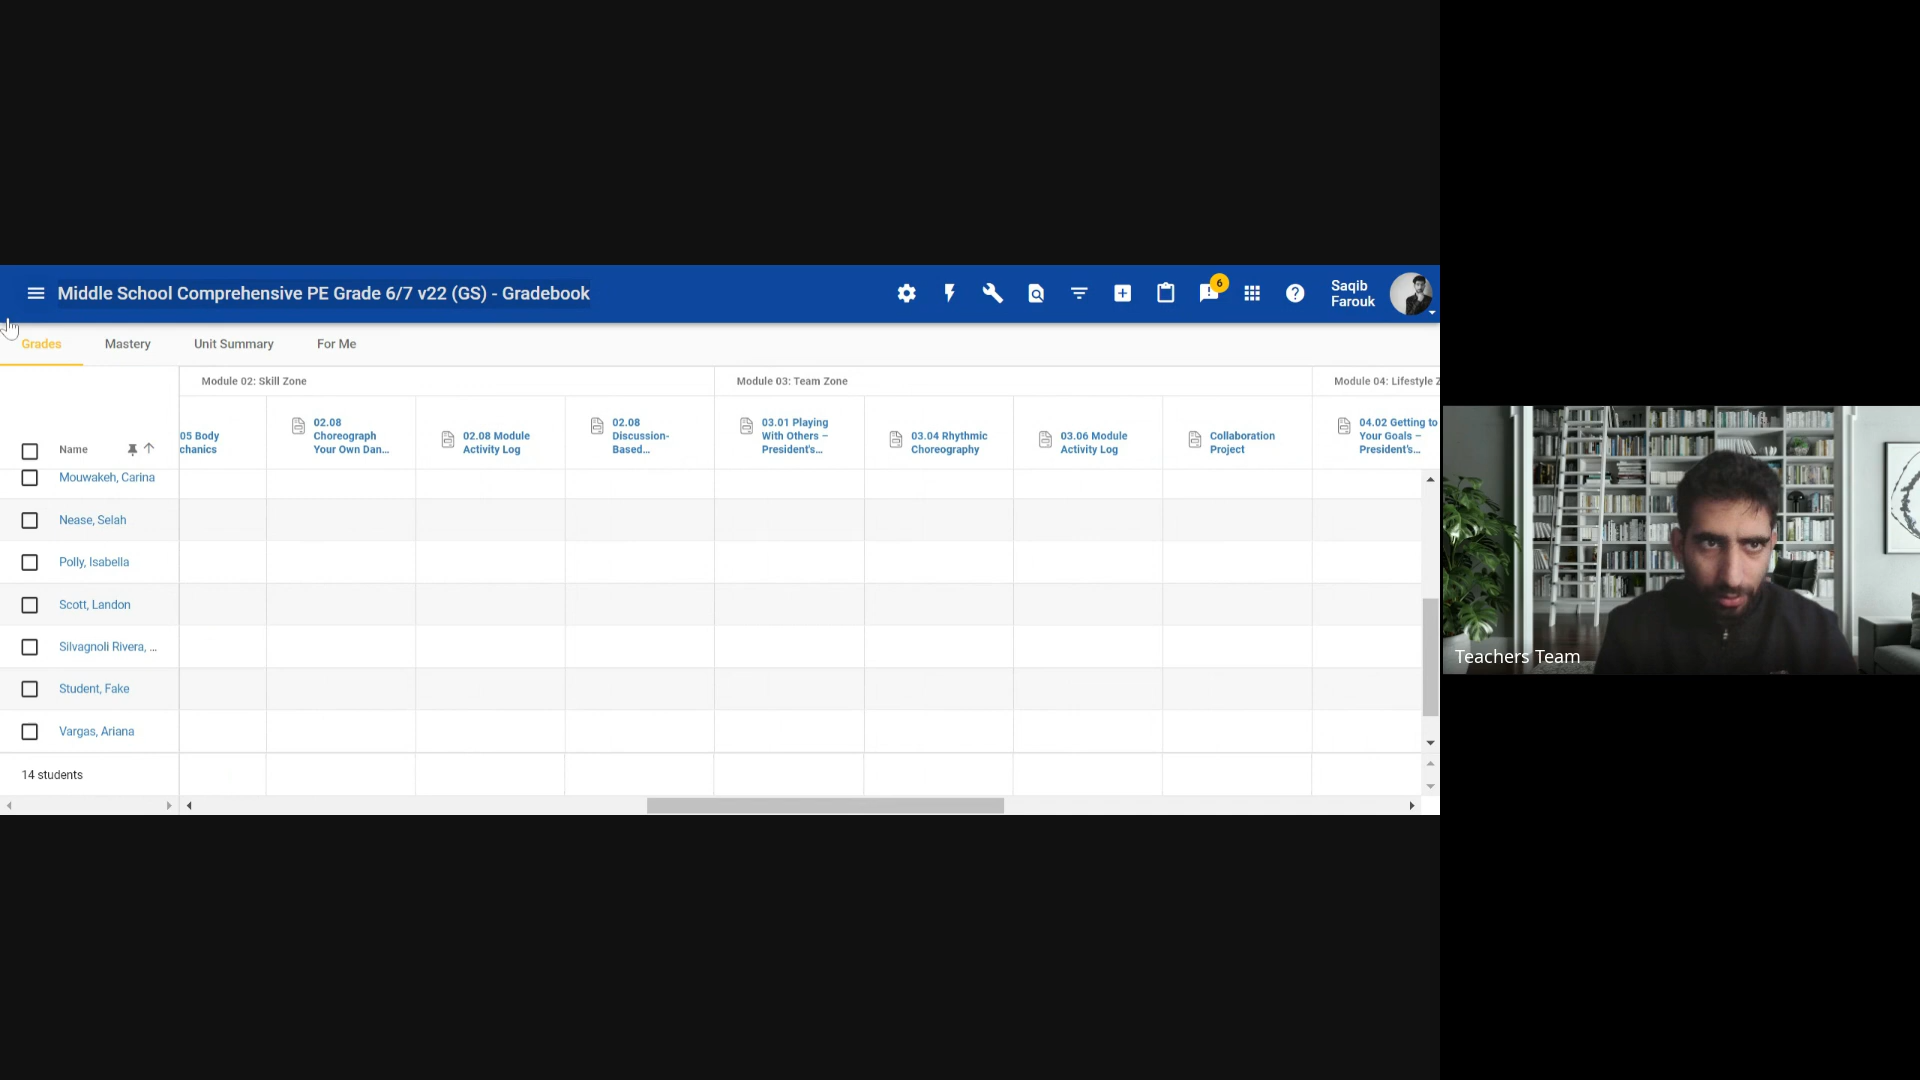 Middle School Comprehensive PE Grade 6/7 v22 (GS) - Gradebook
6
Saqib
Farouk
Grades
Mastery
Unit Summary
For Me
Module 02: Skill Zone
Module 03: Team Zone
Module 04: Lifestyle Z
Name
05 Body
chanics
02.08
Choreograph
Your Own Dan...
02.08 Module
Activity Log
02.08
Discussion-
Based...
03.01 Playing
With Others –
President's...
03.04 Rhythmic
Choreography
03.06 Module
Activity Log
Collaboration
Project
04.02 Getting to
Your Goals –
President's...
Mouwakeh, Carina
Nease, Selah
Polly, Isabella
Scott, Landon
Silvagnoli Rivera, ...
Student, Fake
Vargas, Ariana
14 students
Teachers Team